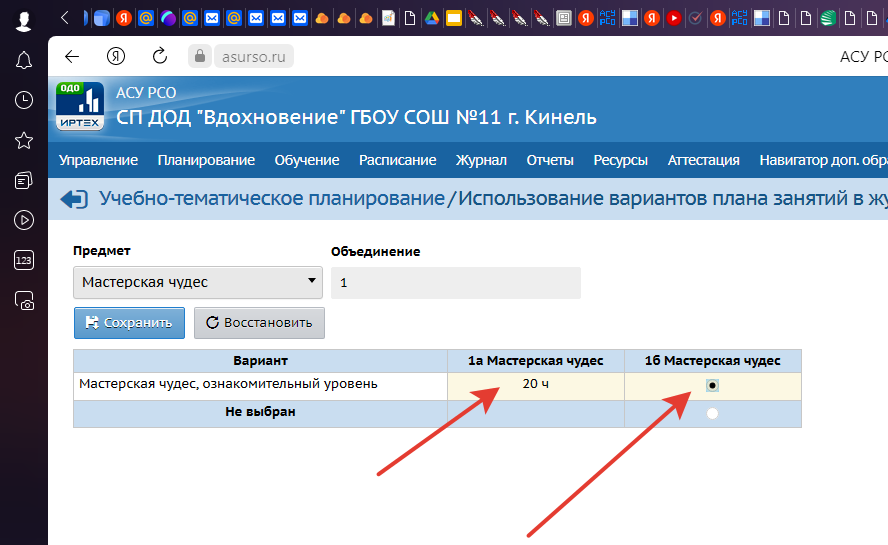 asurso.ru
АСУ РС
ОДО
ИРТЕХ
АСУ РСО
СП ДОД "Вдохновение" ГБОУ СОШ №11 г. Кинель
Управление Планирование Обучение Расписание Журнал Отчеты Ресурсы Аттестация Навигатор доп. обра
Учебно-тематическое планирование/Использование вариантов плана занятий в жу
123
Предмет Объединение
Мастерская чудес 1
Сохранить Восстановить
Вариант 1а Мастерская чудес 1б Мастерская чудес
Мастерская чудес, ознакомительный уровень 20 ч
Не выбран